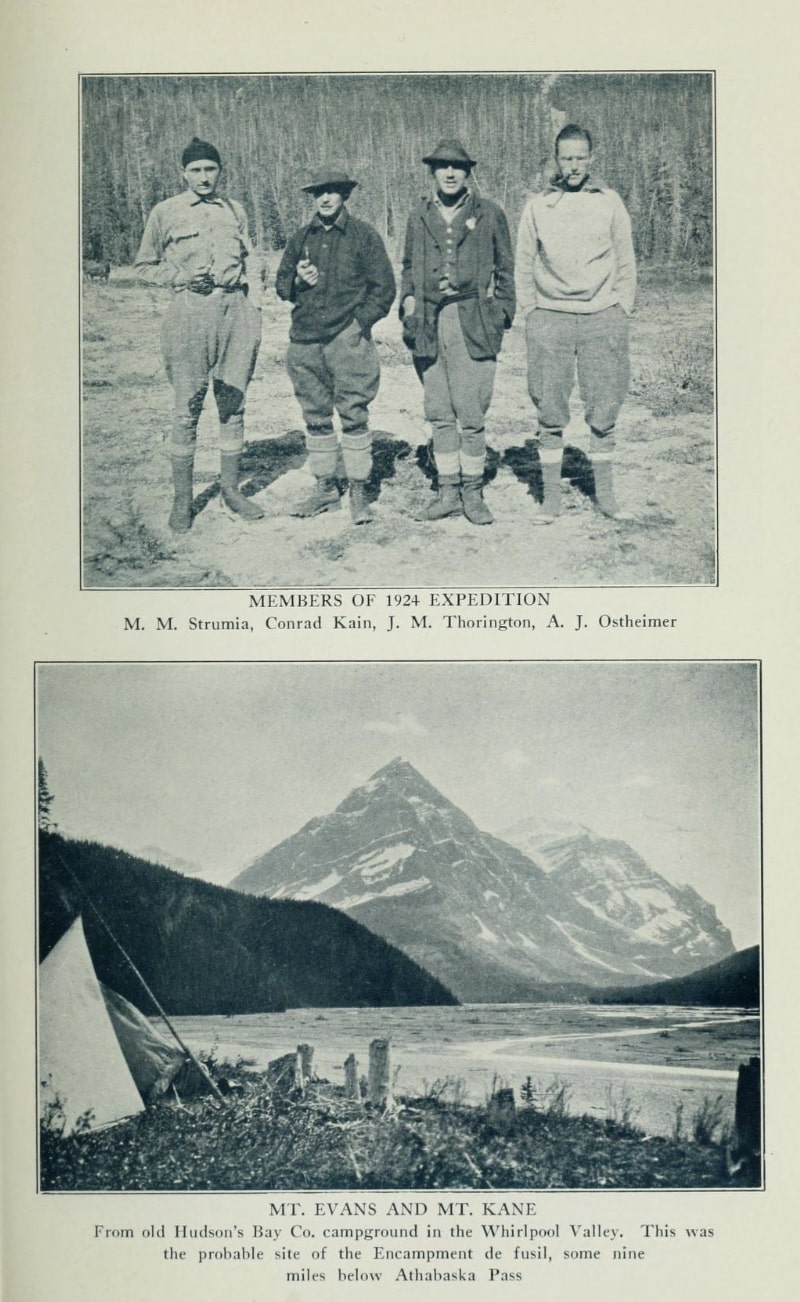 MEMBERS OF 1924 EXPEDITION
M. M. Strumia, Conrad Kain, J. M. Thorington, A. J. Ostheimer
MT. EVANS AND MT. KANE
From old Hudson's Bay Co. campground in the Whirlpool Valley. This was
the probable site of the Encampment de fusil, some nine
miles below Athabaska Pass